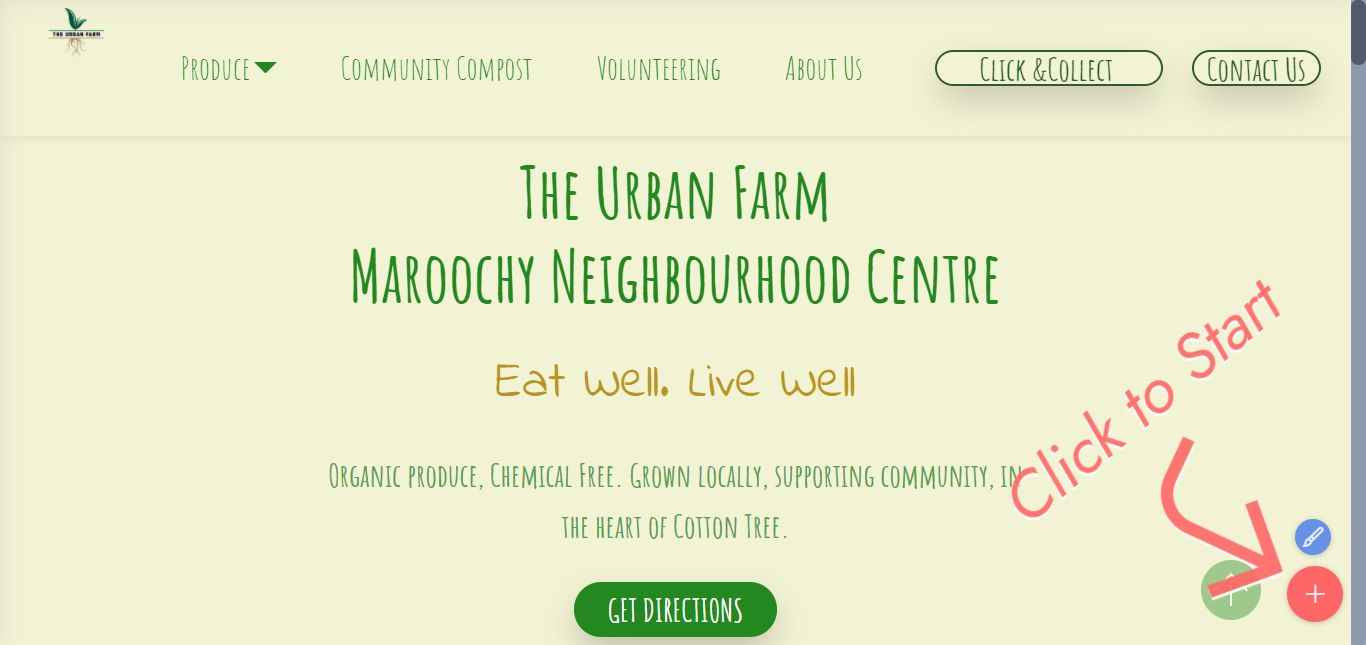 THE URBAN FARM
Produce
Community Compost
Volunteering
About Us
Click &Collect
Contact Us
The Urban Farm
Maroochy Neighbourhood Centre
Eat Well. Live Well
Organic produce, Chemical Free. Grown locally, supporting community, in
the heart of Cotton Tree.
Click to Start
GET DIRECTIONS